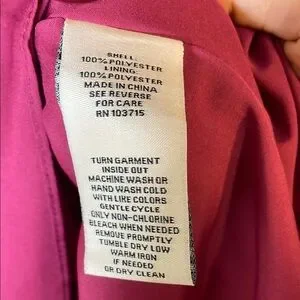 SHELL:
100% POLYESTER
LINING:
100% POLYESTER
MADE IN CHINA
SEE REVERSE
FOR CARE
RN 103715
TURN GARMENT
INSIDE OUT
MACHINE WASH OR
HAND WASH COLD
WITH LIKE COLORS
GENTLE CYCLE
ONLY NON-CHLORINE
BLEACH WHEN NEEDED
REMOVE PROMPTLY
TUMBLE DRY LOW
WARM IRON
IF NEEDED
OR DRY CLEAN